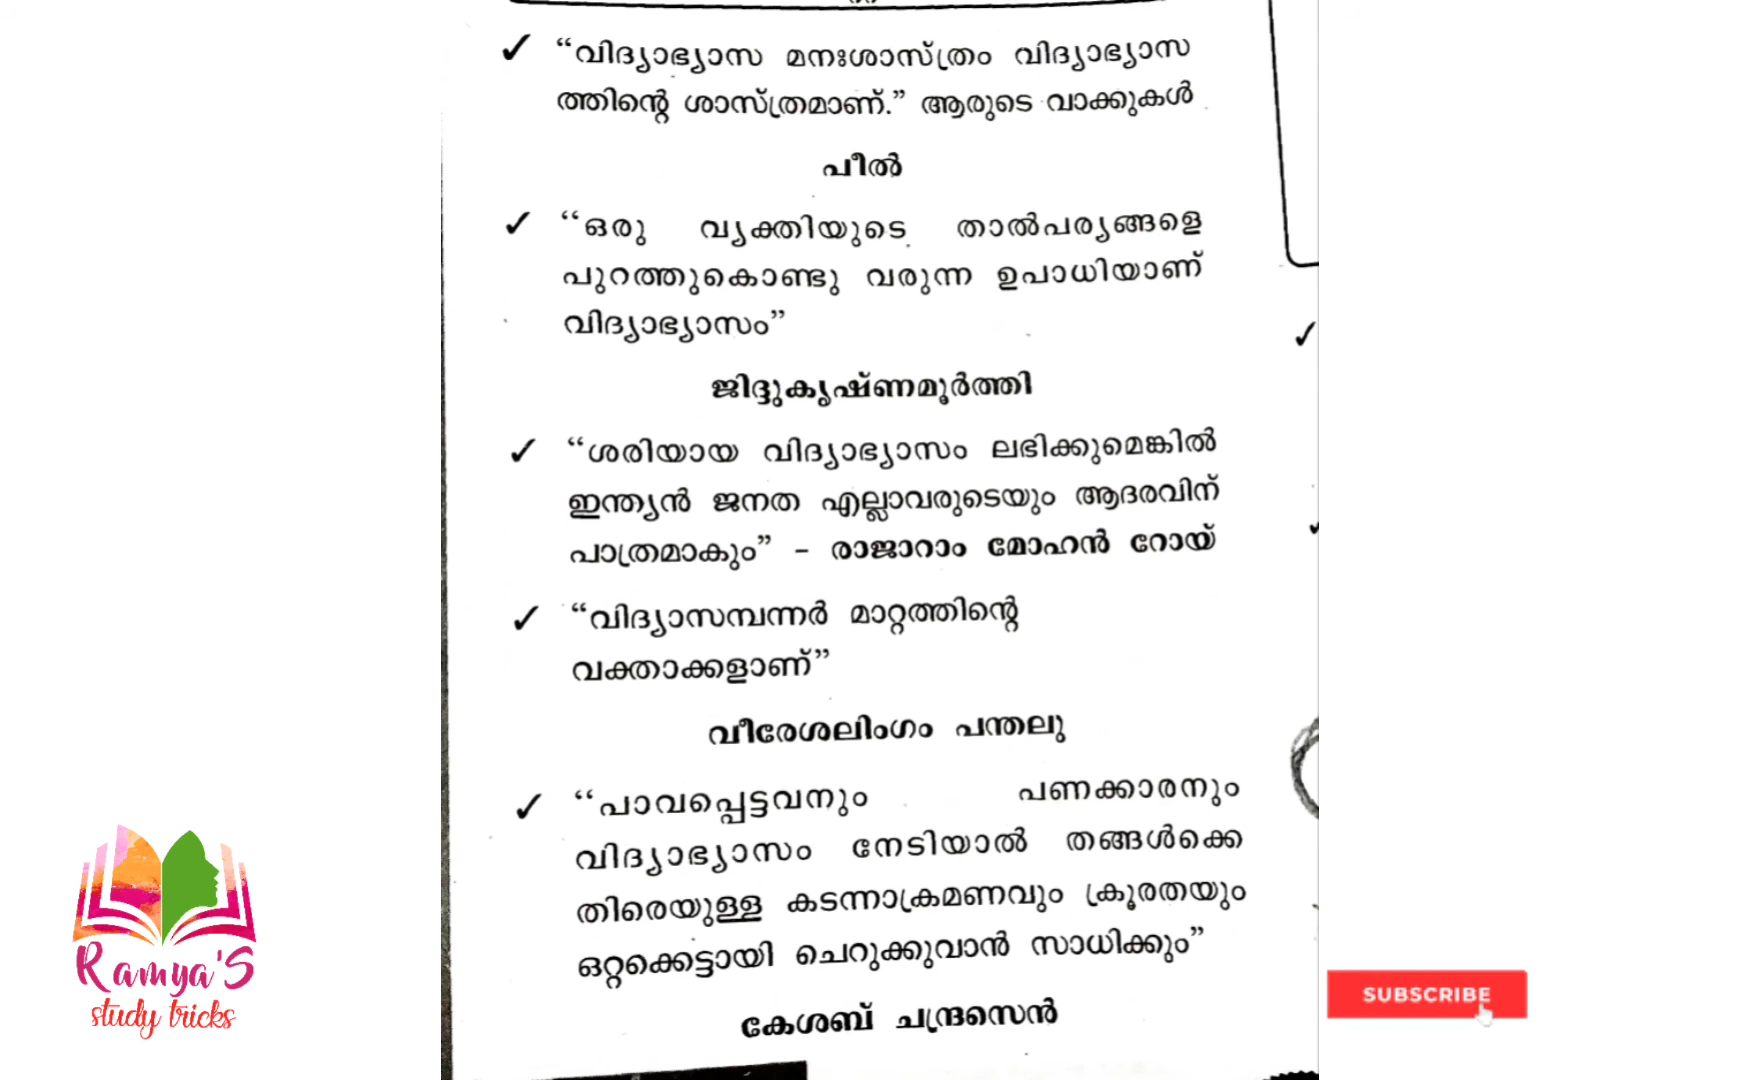 “വിദ്യാഭ്യാസ മനഃശാസ്ത്രം വിദ്യാഭ്യാസ
ത്തിന്റെ ശാസ്ത്രമാണ്.” ആരുടെ വാക്കുകൾ
പീൽ
“ഒരു വ്യക്തിയുടെ താൽപര്യങ്ങളെ
പുറത്തുകൊണ്ടു വരുന്ന ഉപാധിയാണ്
വിദ്യാഭ്യാസം”
ജിദ്ദുകൃഷ്ണമൂർത്തി
“ശരിയായ വിദ്യാഭ്യാസം ലഭിക്കുമെങ്കിൽ
ഇന്ത്യൻ ജനത എല്ലാവരുടെയും ആദരവിന്
പാത്രമാകും” – രാജാറാം മോഹൻ റോയ്
“വിദ്യാസമ്പന്നർ മാറ്റത്തിന്റെ
വക്താക്കളാണ്”
വീരേശലിംഗം പന്തലു
“പാവപ്പെട്ടവനും പണക്കാരനും
വിദ്യാഭ്യാസം നേടിയാൽ തങ്ങൾക്കെ
തിരെയുള്ള കടന്നാക്രമണവും ക്രൂരതയും
ഒറ്റക്കെട്ടായി ചെറുക്കുവാൻ സാധിക്കും”
കേശബ് ചന്ദ്രസെൻ
Ramya'S
study tricks
SUBSCRIBE